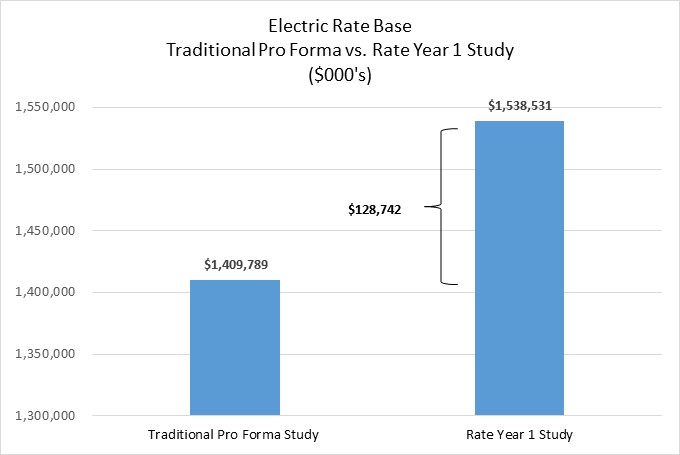 Electric Rate Base
Traditional Pro Forma vs. Rate Year 1 Study
($000's)
1,550,000
$1,538,531
1,500,000
$128,742
1,450,000
$1,409,789
1,400,000
1,350,000
1,300,000
Traditional Pro Forma Study
Rate Year 1 Study